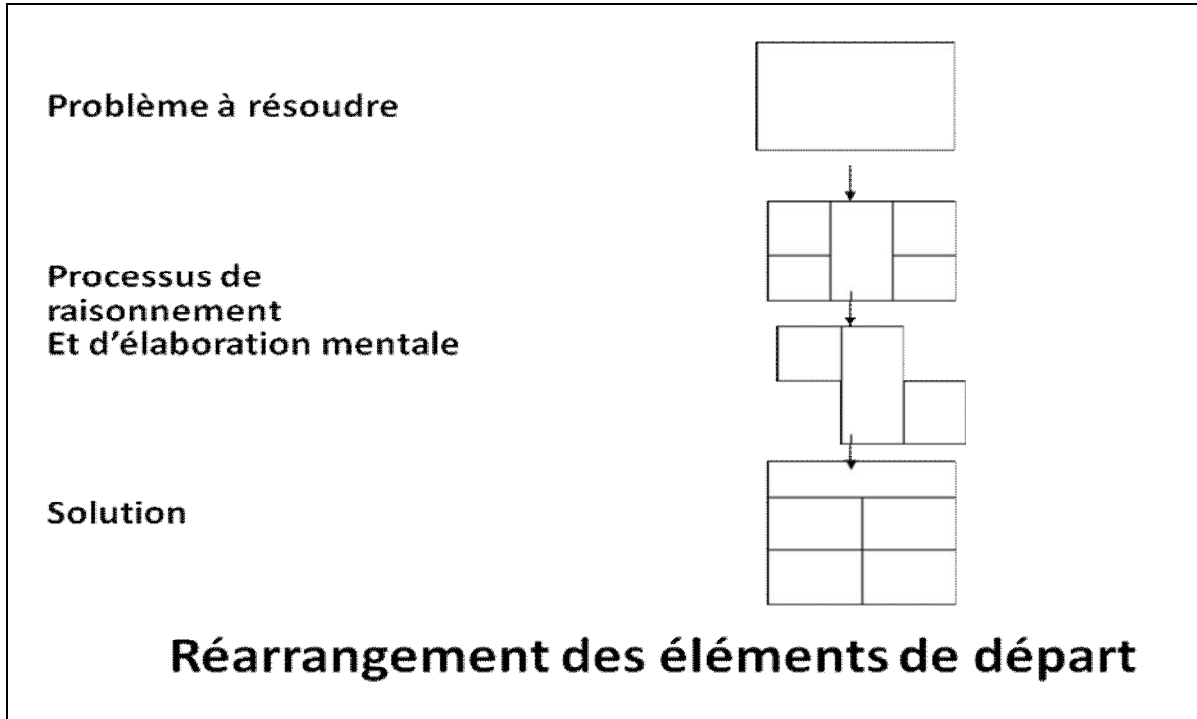 Problème à résoudre
Processus de
raisonnement
Et d'élaboration mentale
Solution
Réarrangement des éléments de départ